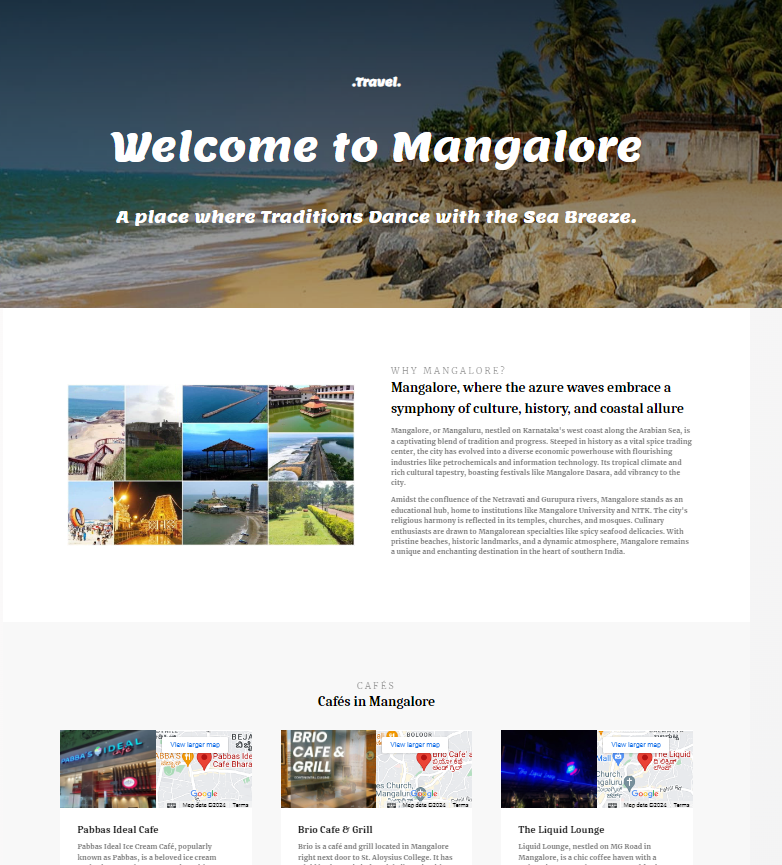 .Travel.
Welcome to Mangalore
A place where Traditions Dance with the Sea Breeze.
WHY MANGALORE?
Mangalore, where the azure waves embrace a
symphony of culture, history, and coastal allure
Mangalore, or Mangaluru, nestled on Karnataka's west coast along the Arabian Sea, is
a captivating blend of tradition and progress. Steeped in history as a vital spice trading
center, the city has evolved into a diverse economic powerhouse with flourishing
industries like petrochemicals and information technology. Its tropical climate and
rich cultural tapestry, boasting festivals like Mangalore Dasara, add vibrancy to the
city.
Amidst the confluence of the Netravati and Gurupura rivers, Mangalore stands as an
educational hub, home to institutions like Mangalore University and NITK. The city's
religious harmony is reflected in its temples, churches, and mosques. Culinary
enthusiasts are drawn to Mangalorean specialties like spicy seafood delicacies. With
pristine beaches, historic landmarks, and a dynamic atmosphere, Mangalore remains
a unique and enchanting destination in the heart of southern India.
CAFÉS
Cafés in Mangalore
PABBA'S IDEAL
View larger map
BEJA
Pabbas Ide
Cafe Bhara
Google
Map data ©2024 Terms
BRIO
CAFE &
GRILL
BOLOOR
View larger map
Brio Cafe' a
ಬ್ರಿಯೋ ಕೆಫೆ
Church,
Mangaluru
Google
Map data ©2024 Terms
The Liquid Lounge
View larger map
Mall
The Liquid
ದಿ ಲಿಕ್ವಿಡ್
Church,
Mangaluru
Google
Map data ©2024 Terms
Pabbas Ideal Cafe
Pabbas Ideal Ice Cream Café, popularly
known as Pabbas, is a beloved ice cream
Brio Cafe & Grill
Brio is a café and grill located in Mangalore
right next door to St. Aloysius College. It has
The Liquid Lounge
Liquid Lounge, nestled on MG Road in
Mangalore, is a chic coffee haven with a